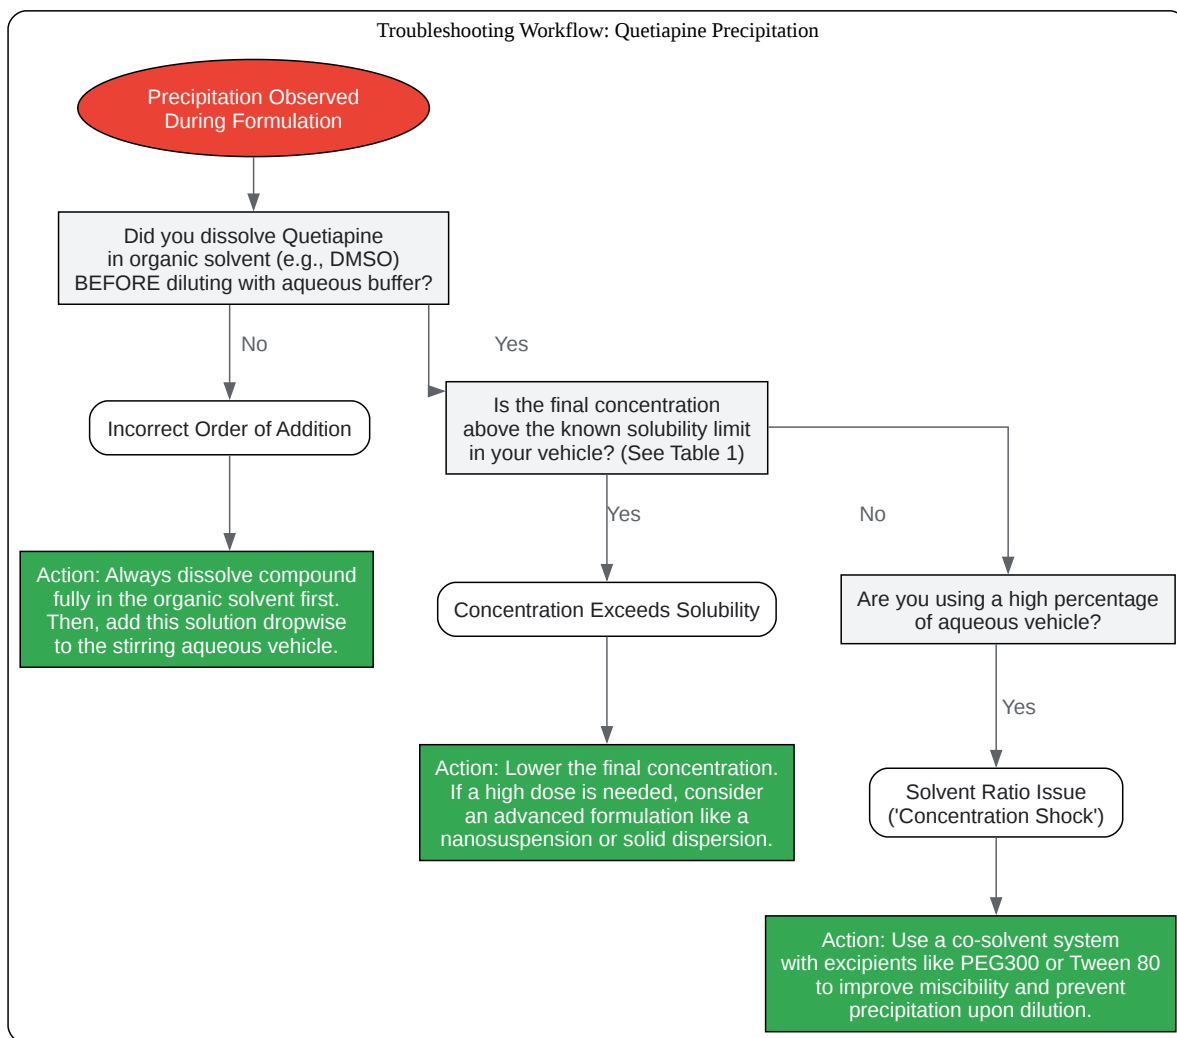 Troubleshooting Workflow: Quetiapine Precipitation
Precipitation Observed
During Formulation
Did you dissolve Quetiapine
in organic solvent (e.g., DMSO)
BEFORE diluting with aqueous buffer?
No
Yes
Incorrect Order of Addition
Is the final concentration
above the known solubility limit
in your vehicle? (See Table 1)
Yes
No
Action: Always dissolve compound
fully in the organic solvent first.
Then, add this solution dropwise
to the stirring aqueous vehicle.
Concentration Exceeds Solubility
Are you using a high percentage
of aqueous vehicle?
Yes
Action: Lower the final concentration.
If a high dose is needed, consider
an advanced formulation like a
nanosuspension or solid dispersion.
Solvent Ratio Issue
('Concentration Shock')
Action: Use a co-solvent system
with excipients like PEG300 or Tween 80
to improve miscibility and prevent
precipitation upon dilution.